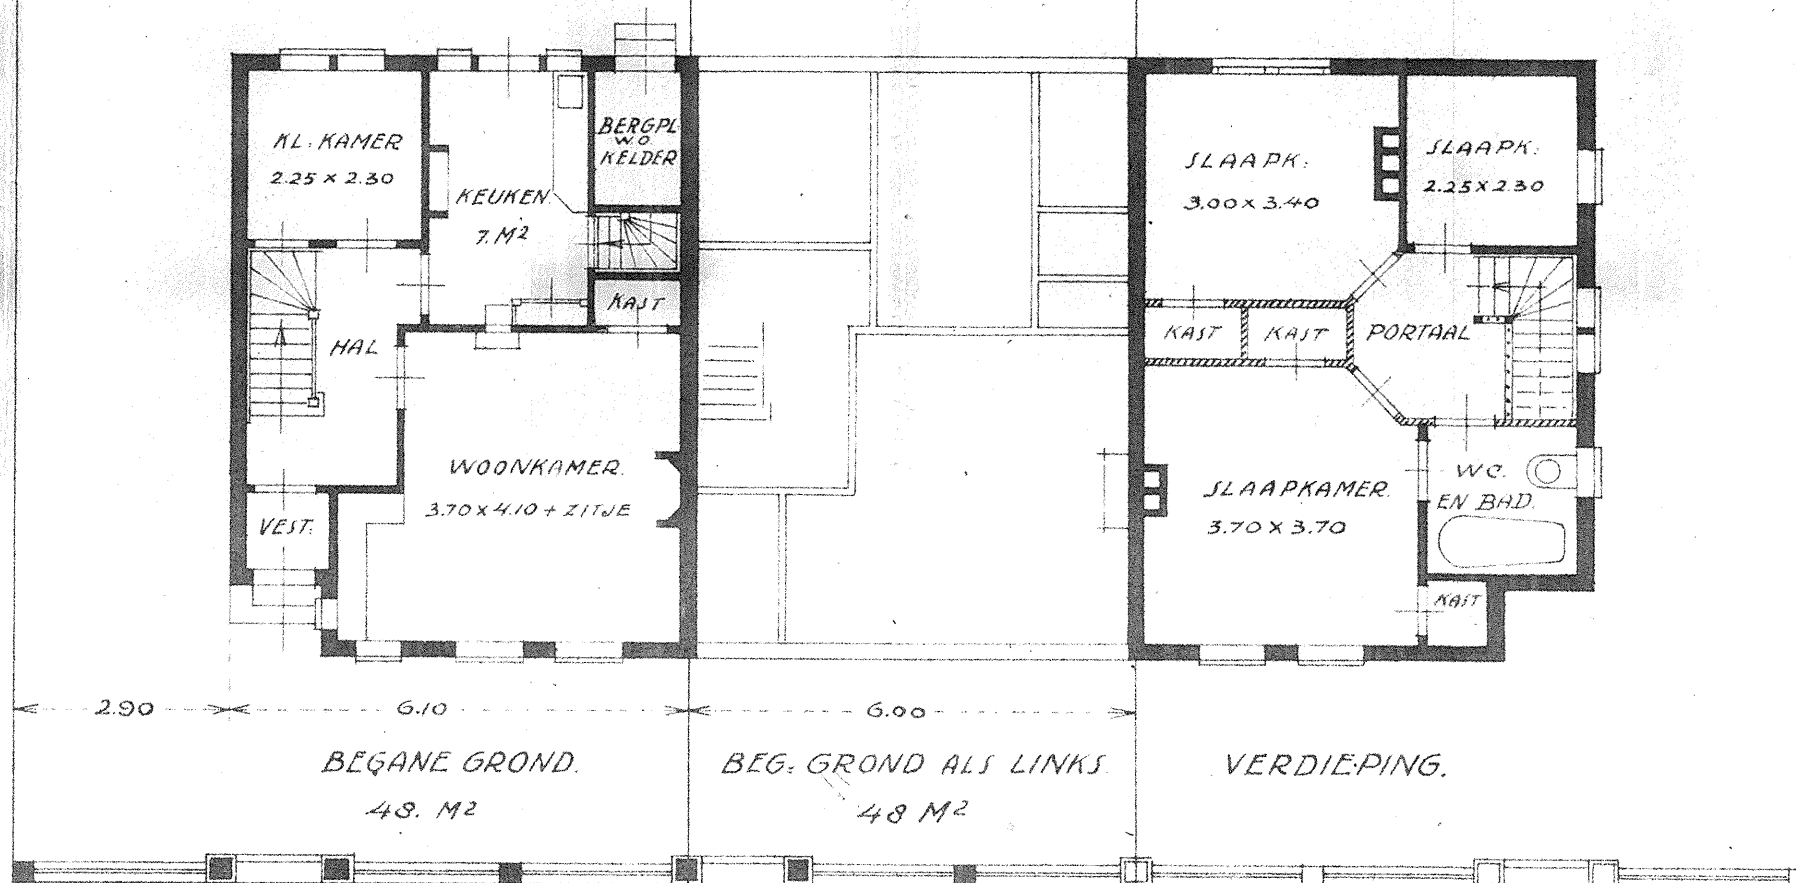 KL. KAMER
2.25 x 2.30
KEUKEN
7. M²
BERGPL
W.O
KELDER
KAST
HAL
WOONKAMER.
3.70 x 4.10 + ZITJE
VEST.
SLAAPK:
3.00 x 3.40
SLAAPK:
2.25 x 2.30
KAST
KAST
PORTAAL
SLAAPKAMER.
3.70 x 3.70
WC.
EN BAD.
KAST
2.90
6.10
6.00
BEGANE GROND.
48. M²
BEG: GROND ALS LINKS.
48 M²
VERDIEPING.